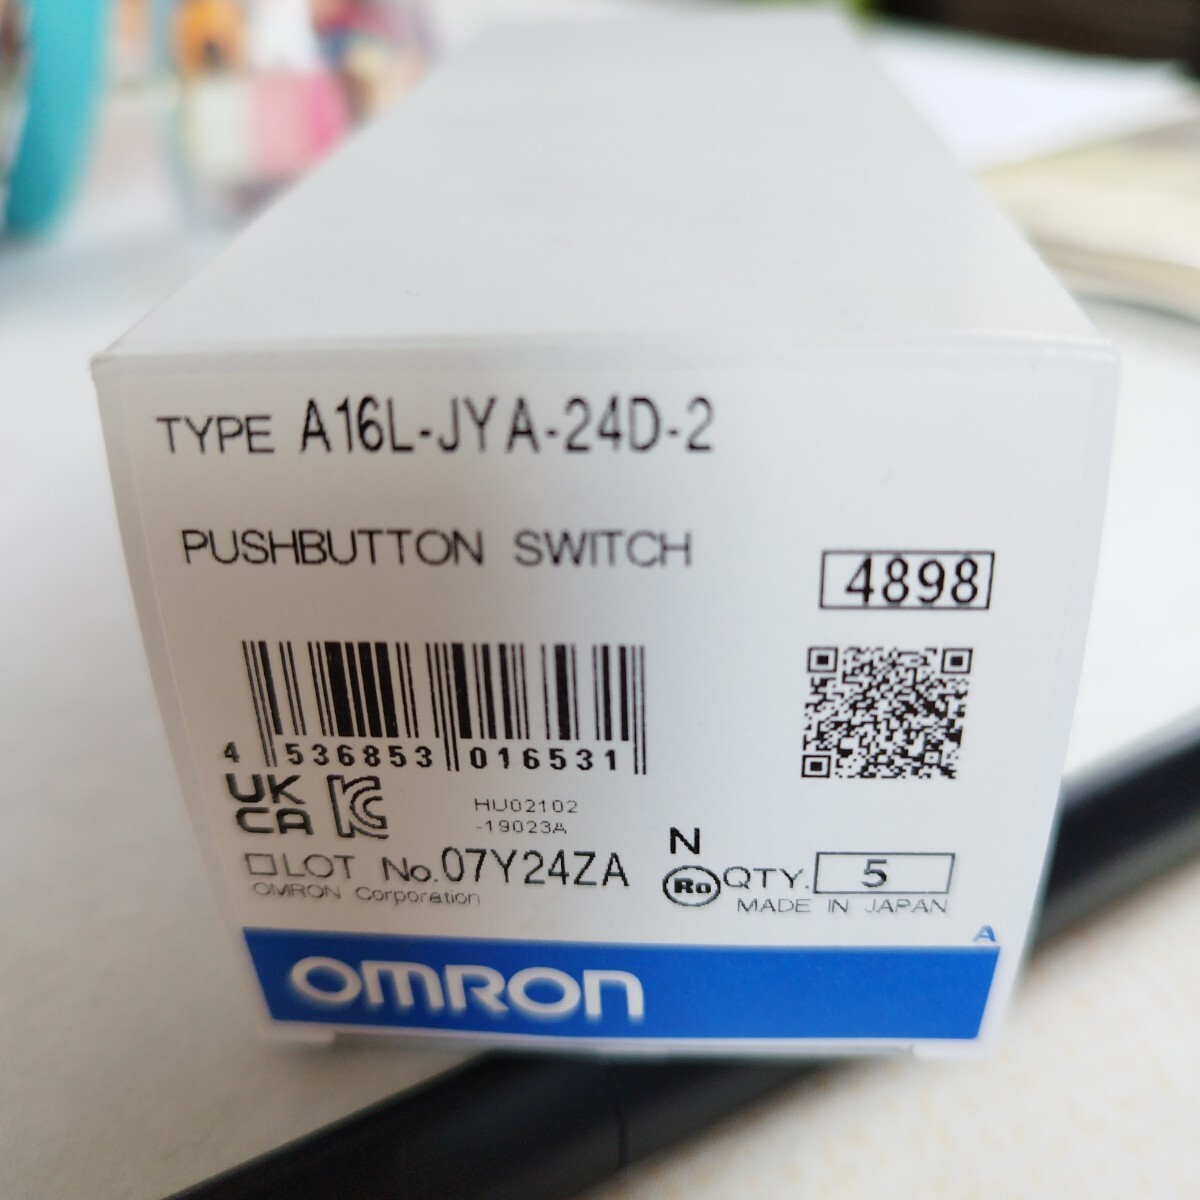 TYPE A16L-JYA-24D-2
PUSHBUTTON SWITCH
4898
4 536853 016531
UK
CA
HU02102
-19023A
LOT No.07Y24ZA
N
Ro
QTY. 5
OMRON Corporation
MADE IN JAPAN
A
OMRON